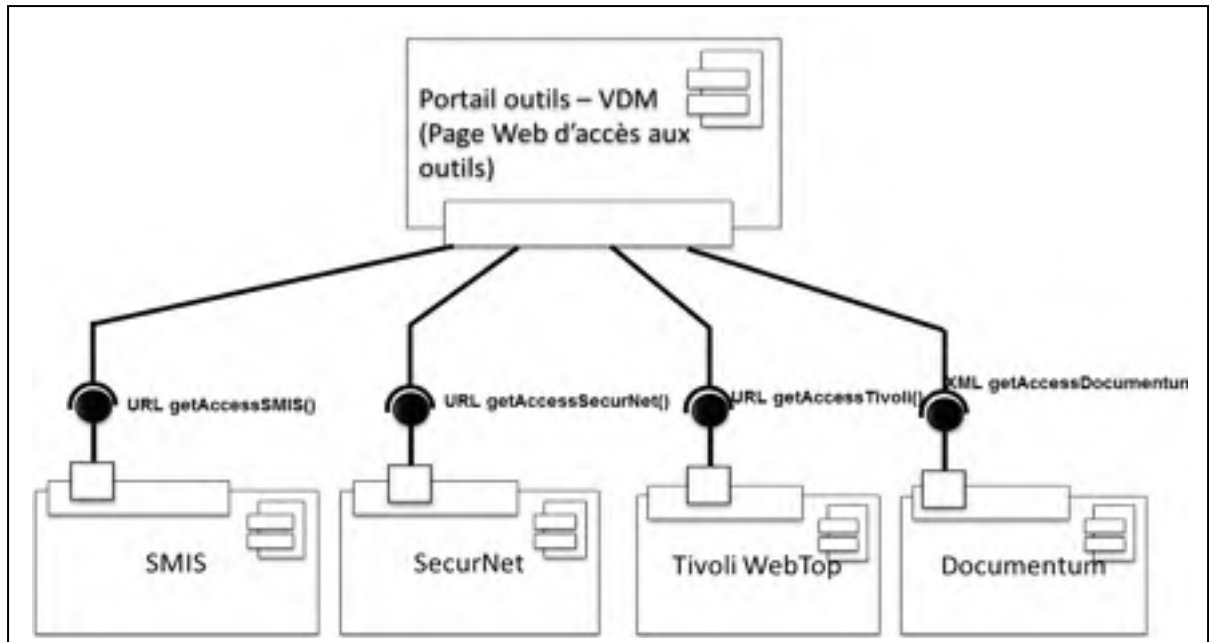 Portail outils – VDM
(Page Web d'accès aux
outils)
URL getAccessSMIS()
URL getAccessSecurNet()
URL getAccessTivoli()
XML getAccessDocumentum
SMIS
SecurNet
Tivoli WebTop
Documentum